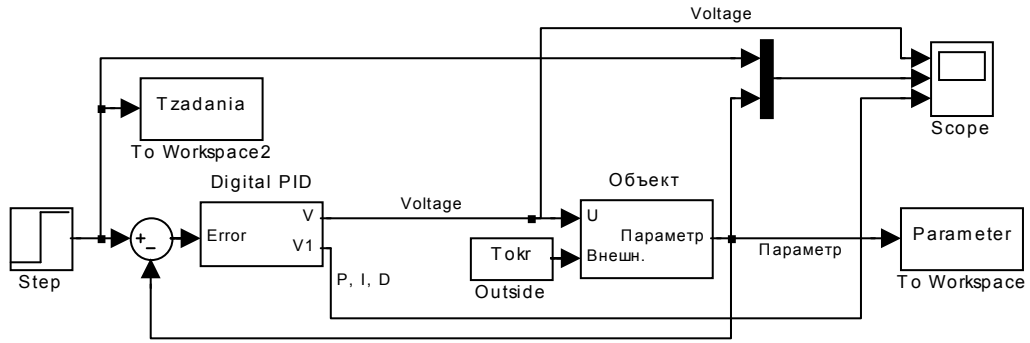 Voltage
Tzadania
To Workspace2
Scope
Digital PID
Объект
V
Voltage
U
Error
Параметр
Parameter
V1
Tokr
Внешн.
Параметр
Step
P, I, D
Outside
To Workspace